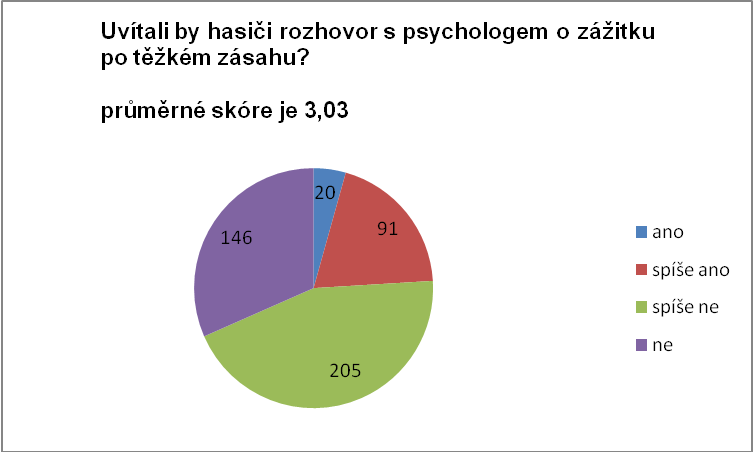 Uvítali by hasiči rozhovor s psychologem o zážitku
po těžkém zásahu?
průměrné skóre je 3,03
20
91
146
205
ano
spíše ano
spíše ne
ne